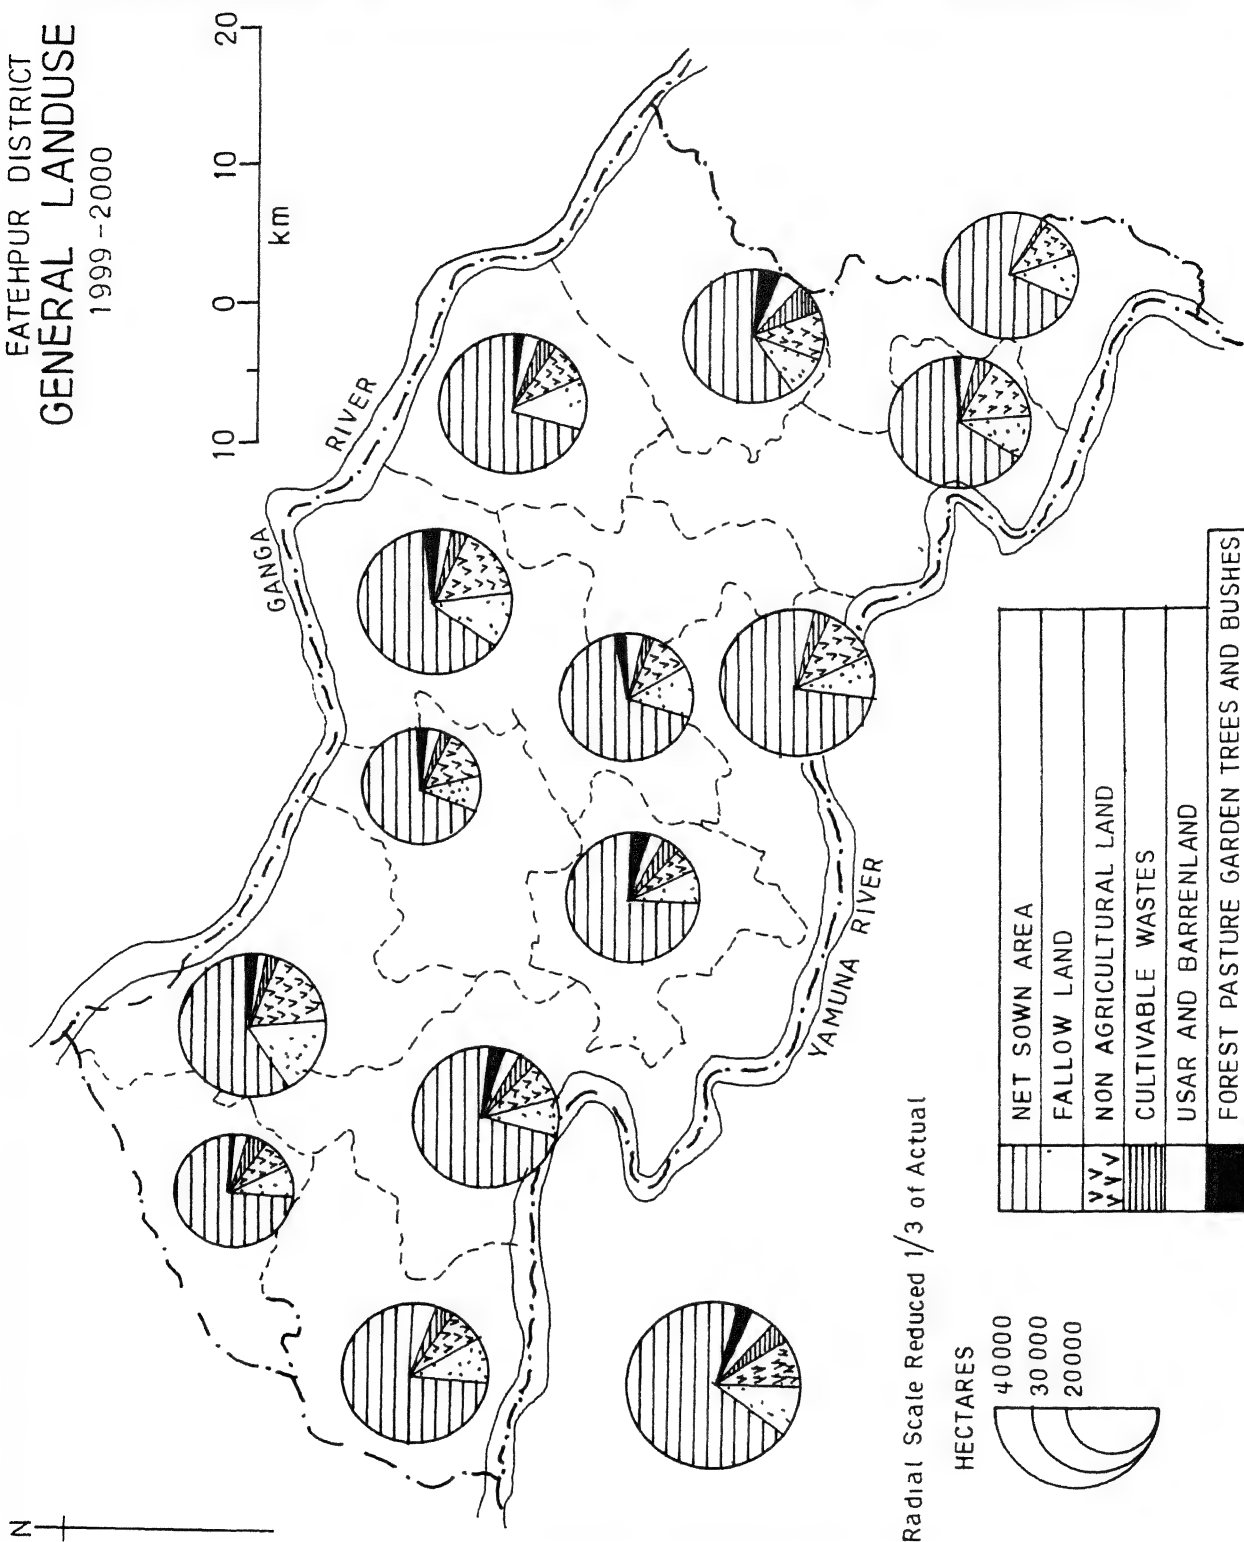 EATEHPUR DISTRICT
GENERAL LANDUSE
1999-2000
10 0 10 20
km
N
GANGA RIVER
YAMUNA RIVER
Radial Scale Reduced 1/3 of Actual
HECTARES
40000
30000
20000
NET SOWN AREA
FALLOW LAND
NON AGRICULTURAL LAND
CULTIVABLE WASTES
USAR AND BARRENLAND
FOREST PASTURE GARDEN TREES AND BUSHES